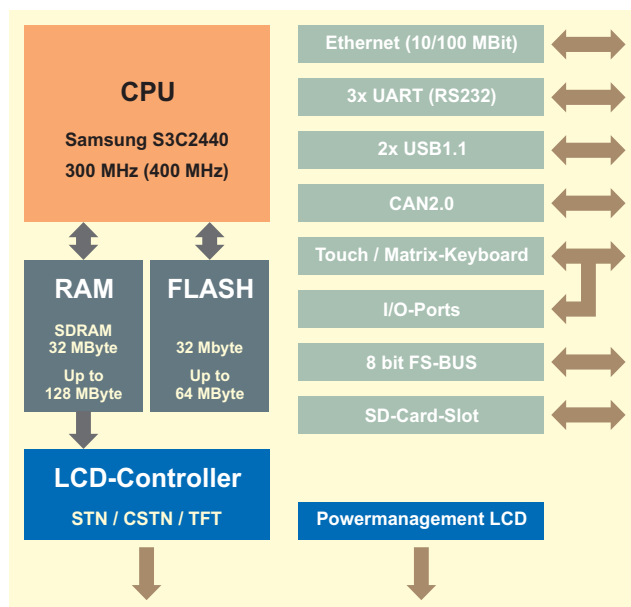 CPU
Samsung S3C2440
300 MHz (400 MHz)
RAM
SDRAM
32 MByte
Up to
128 MByte
FLASH
32 Mbyte
Up to
64 MByte
LCD-Controller
STN / CSTN / TFT
Ethernet (10/100 MBit)
3x UART (RS232)
2x USB1.1
CAN2.0
Touch / Matrix-Keyboard
I/O-Ports
8 bit FS-BUS
SD-Card-Slot
Powermanagement LCD